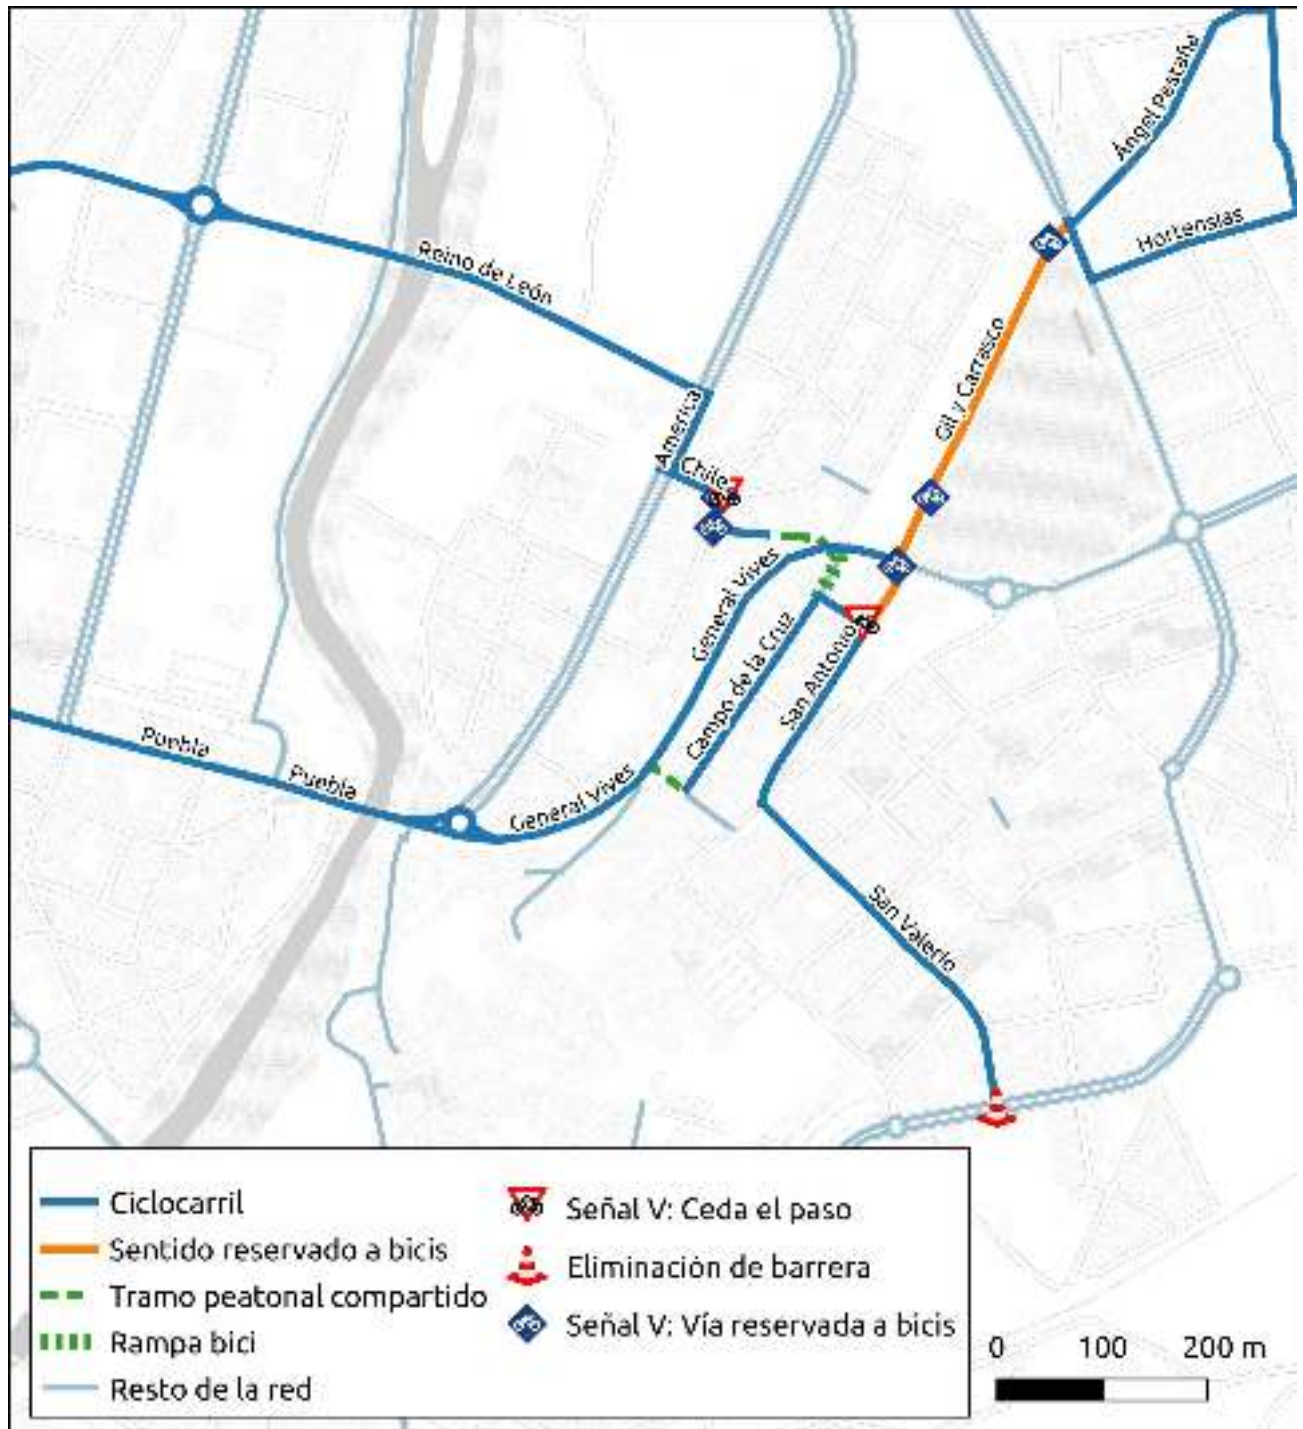 Ángel Pestaña
Hortensias
Reino de León
Gil y Carrasco
America
Chile
General Vives
Campo de la Cruz
San Antonio
Puebla
Puebla
General Vives
San Valerio
Ciclocarril
Sentido reservado a bicis
Tramo peatonal compartido
Rampa bici
Resto de la red
Señal V: Ceda el paso
Eliminación de barrera
Señal V: Vía reservada a bicis
0 100 200 m